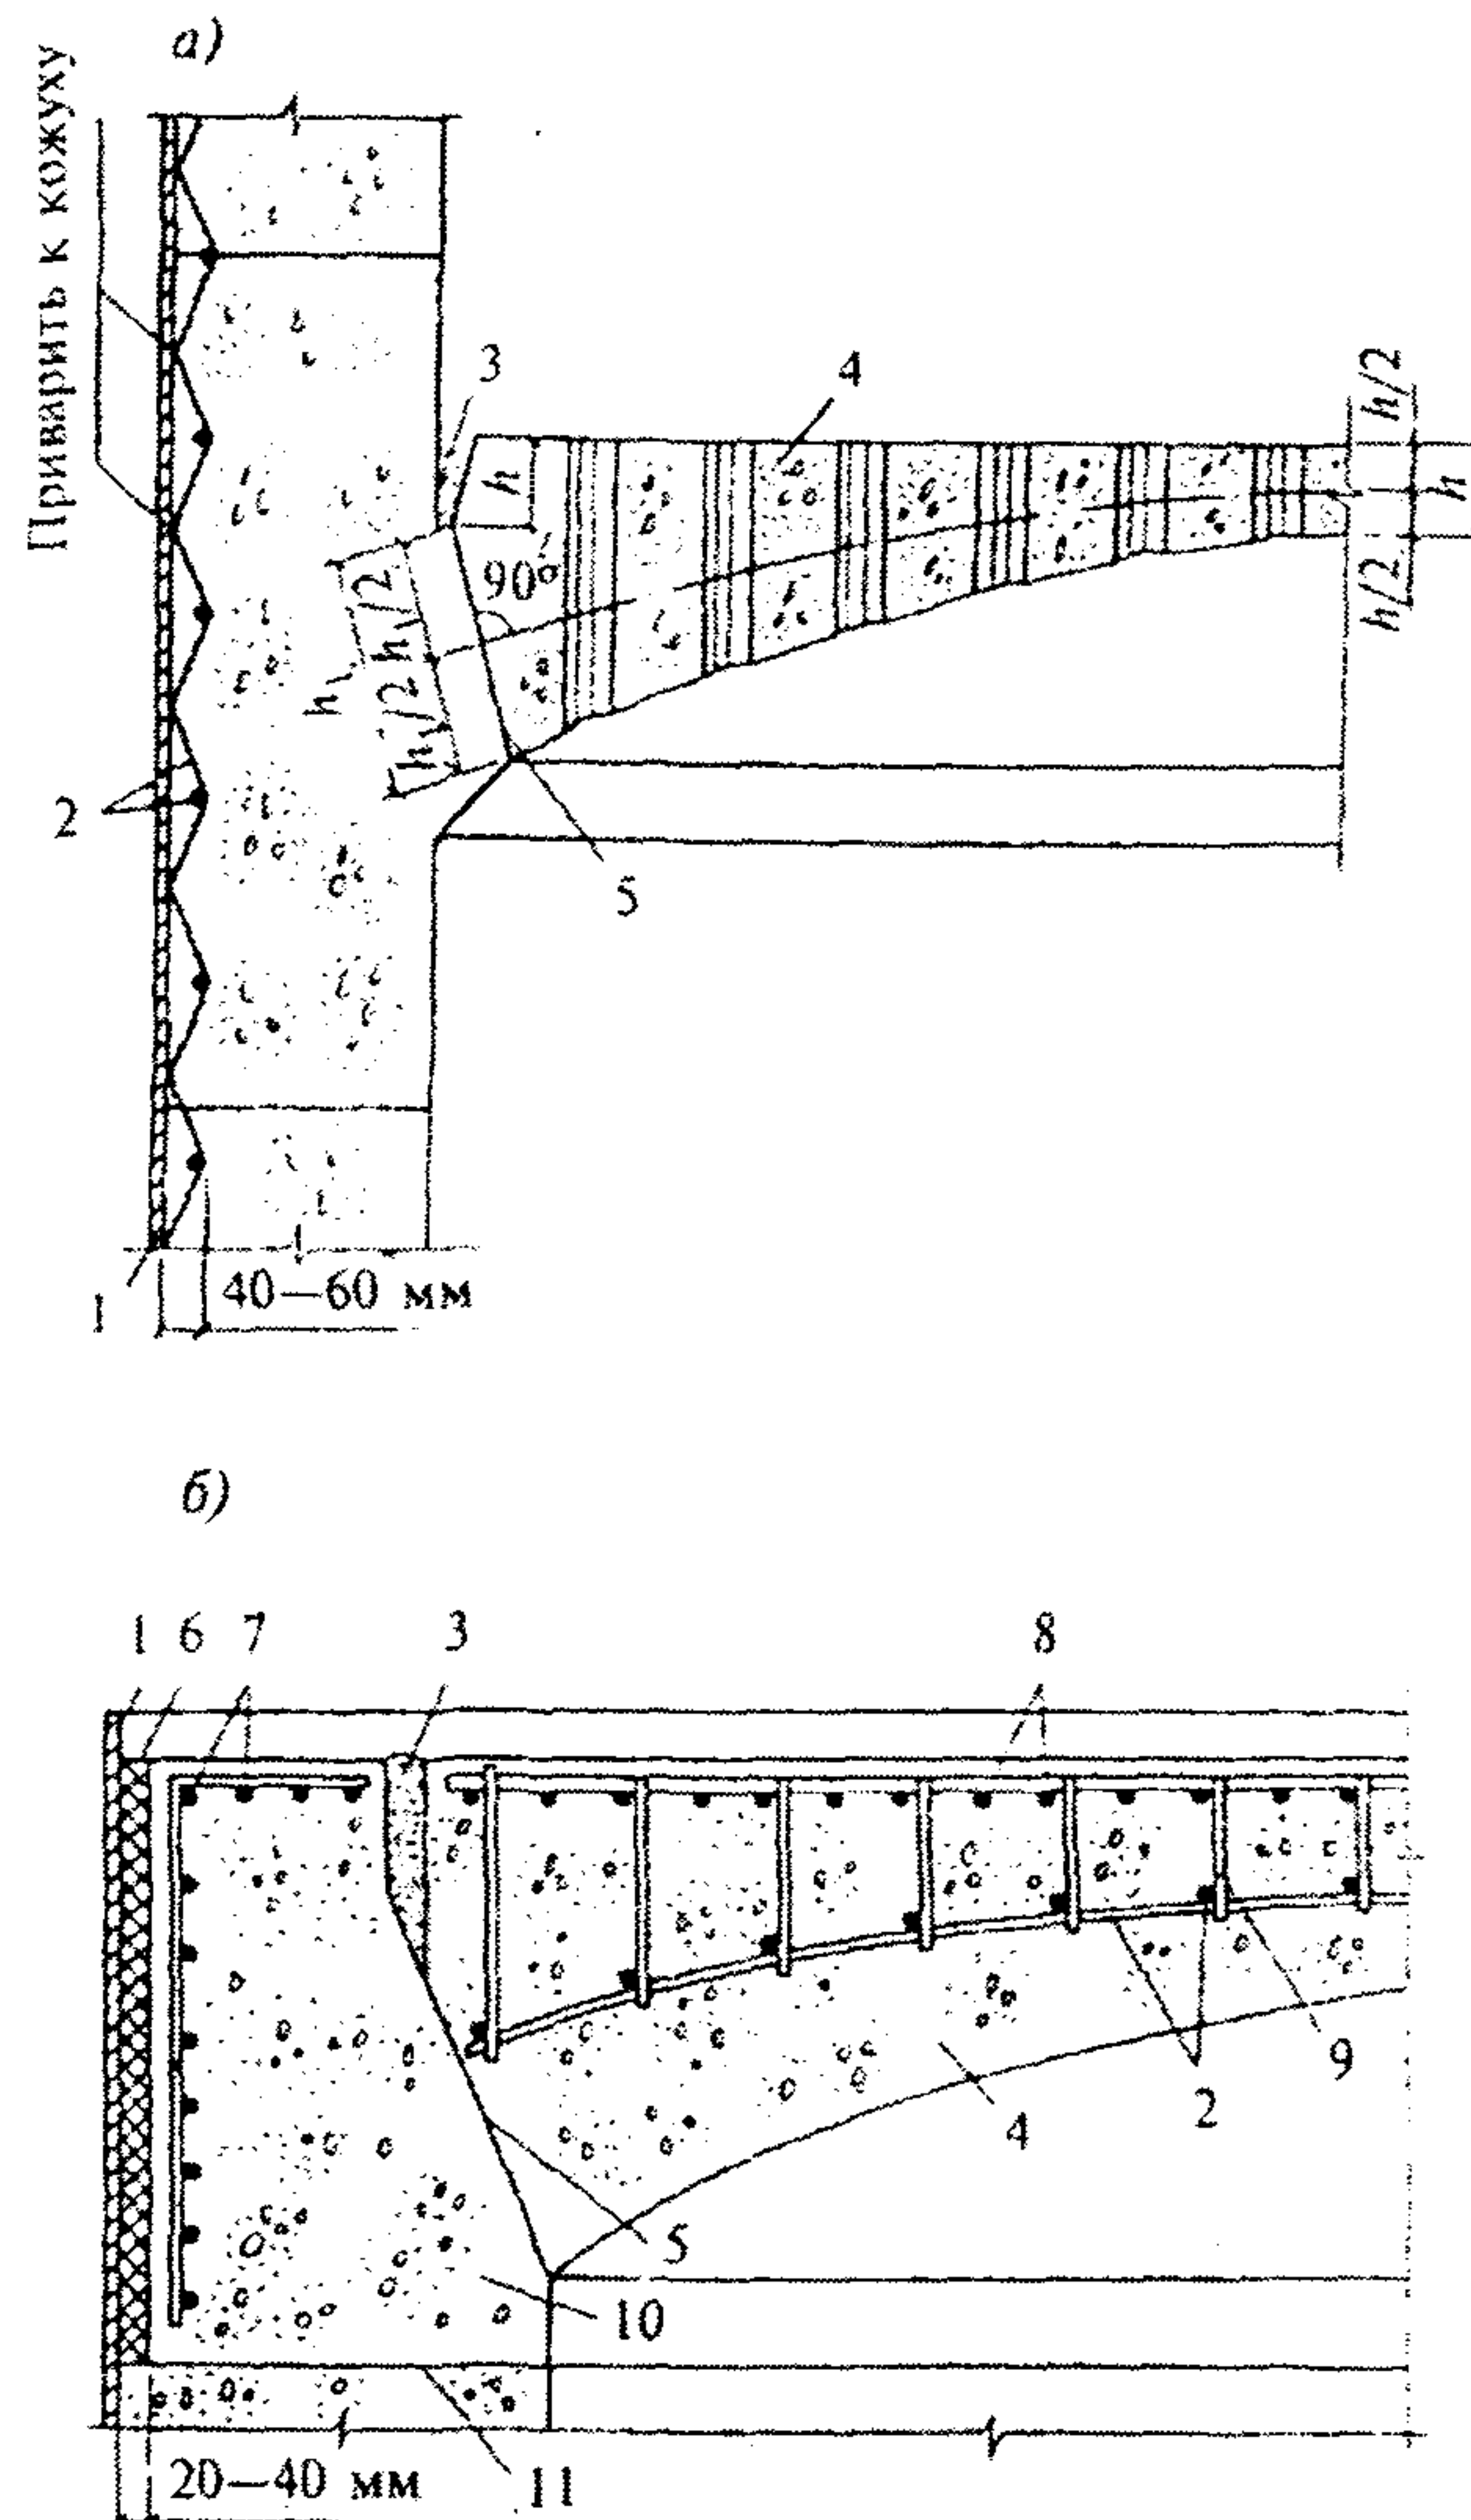 а)
Приварить к кожуху
3
4
h/2
h
h
90°
h₁/2
h₁/2
h₁
h/2
2
5
1
40—60 мм
б)
1 6 7 3 8
9
2
4
5
10
20—40 мм
11